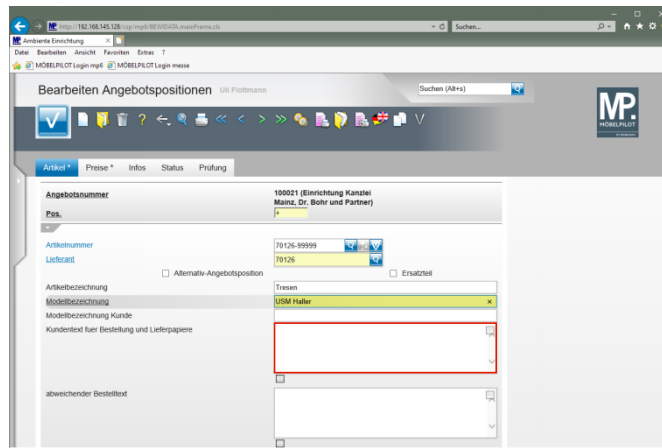 http://192.168.145.128/csp/mp6/BEWIDATA.mainFrame.cls
Suchen...
Ambiente Einrichtung
Datei Bearbeiten Ansicht Favoriten Extras ?
MÖBELPILOT Login mp6 MÖBELPILOT Login messe
Bearbeiten Angebotspositionen Uli Flottmann
Suchen (Alt+s)
MP.
MÖBELPILOT
Artikel * Preise * Infos Status Prüfung
Angebotsnummer 100021 (Einrichtung Kanzlei
Mainz, Dr. Bohr und Partner)
Pos. +
Artikelnummer 70126-99999
Lieferant 70126
Alternativ-Angebotsposition Ersatzteil
Artikelbezeichnung Tresen
Modellbezeichnung USM Haller
Modellbezeichnung Kunde
Kundentext fuer Bestellung und Lieferpapiere
abweichender Bestelltext